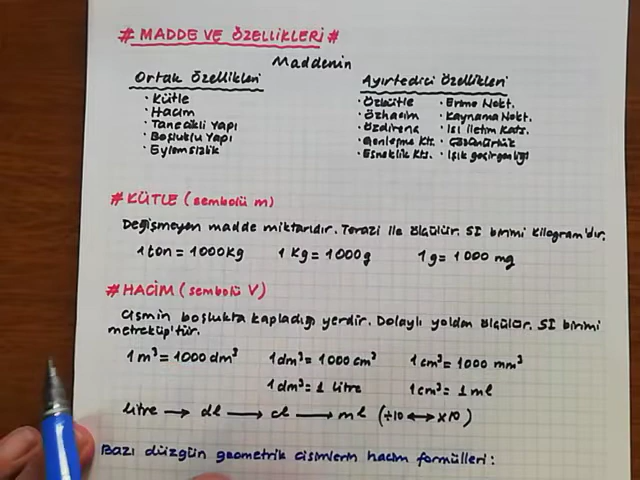 # MADDE VE ÖZELLİKLERİ #
Maddenin
Ortak Özellikleri
· Kütle
· Hacim
· Tanecikli Yapı
· Boşluklu Yapı
· Eylemsizlik
Ayırtedici Özellikleri
· Özkütle
· Özhacim
· Özdirenç
· Genleşme Kts.
· Esneklik Kts.
· Erime Nokt.
· Kaynama Nokt.
· Isı iletim Kats.
· Çözünürlük
· Işık geçirgenliği
# KÜTLE (sembolü m)
Değişmeyen madde miktarıdır. Terazi ile ölçülür. SI birimi Kilogram'dır.
1 ton = 1000 Kg 1 Kg = 1000 g 1 g = 1000 mg
# HACİM (sembolü V)
Cismin boşlukta kapladığı yerdir. Dolaylı yoldan ölçülür. SI birimi
metreküp'tür.
1 m³ = 1000 dm³ 1 dm³ = 1000 cm³ 1 cm³ = 1000 mm³
1 dm³ = 1 litre 1 cm³ = 1 ml
litre → dl → cl → ml (÷10 ↔ ×10)
Bazı düzgün geometrik cisimlerin hacim formülleri: